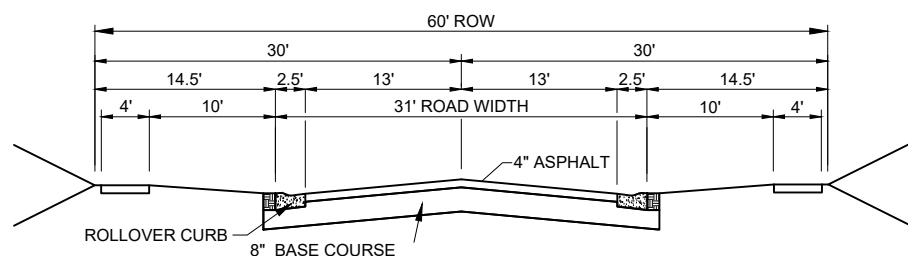 60' ROW
30' 30'
14.5' 2.5' 13' 13' 2.5' 14.5'
4' 10' 31' ROAD WIDTH 10' 4'
4" ASPHALT
ROLLOVER CURB
8" BASE COURSE